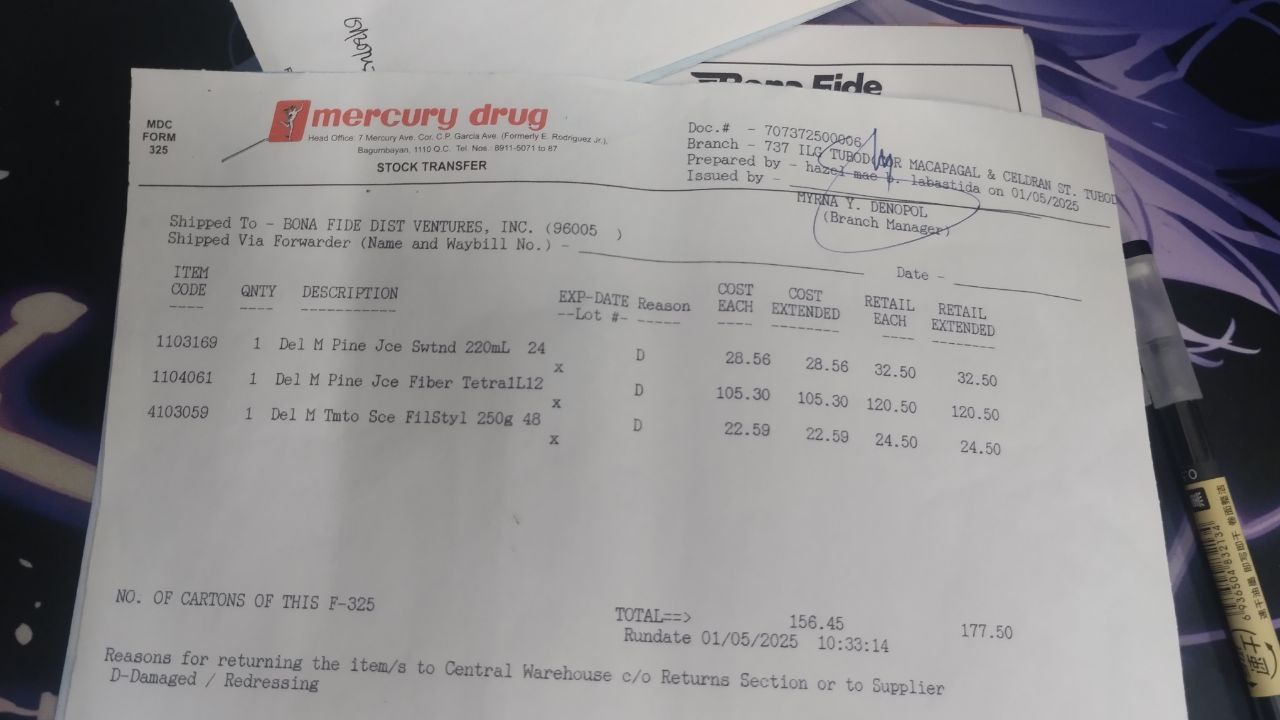 Bona Fide
MDC
FORM
325
mercury drug
Head Office: 7 Mercury Ave. Cor. C.P. Garcia Ave. (Formerly E. Rodriguez Jr.),
Bagumbayan, 1110 Q.C. Tel. Nos. 8911-5071 to 87
STOCK TRANSFER
Doc.# - 707372500006
Branch - 737 ILG TUBOD COR MACAPAGAL & CELDRAN ST. TUBOD
Prepared by - hazel mae b. labastida on 01/05/2025
Issued by -
MYRNA Y. DENOPOL
(Branch Manager)
Shipped To - BONA FIDE DIST VENTURES, INC. (96005 )
Shipped Via Forwarder (Name and Waybill No.) -
Date -
ITEM CODE QNTY DESCRIPTION EXP-DATE --Lot #- Reason COST EACH COST EXTENDED RETAIL EACH RETAIL EXTENDED
1103169 1 Del M Pine Jce Swtnd 220mL 24 x D 28.56 28.56 32.50 32.50
1104061 1 Del M Pine Jce Fiber Tetra1L12 x D 105.30 105.30 120.50 120.50
4103059 1 Del M Tmto Sce FilStyl 250g 48 x D 22.59 22.59 24.50 24.50
NO. OF CARTONS OF THIS F-325
TOTAL==> 156.45 177.50
Rundate 01/05/2025 10:33:14
Reasons for returning the item/s to Central Warehouse c/o Returns Section or to Supplier
D-Damaged / Redressing
6936504832134